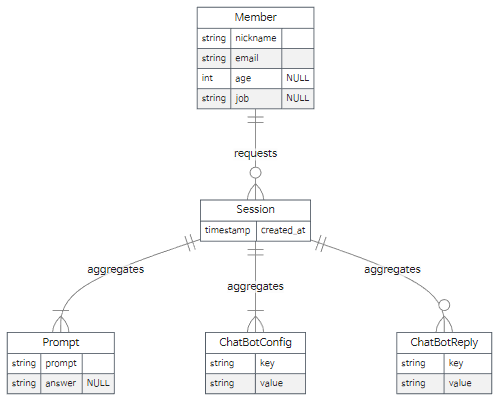 Member
string nickname
string email
int age NULL
string job NULL
requests
Session
timestamp created_at
aggregates
aggregates
aggregates
Prompt
string prompt
string answer NULL
ChatBotConfig
string key
string value
ChatBotReply
string key
string value